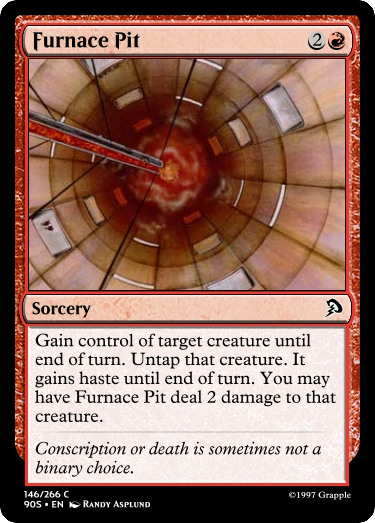 Furnace Pit 2
Sorcery
Gain control of target creature until
end of turn. Untap that creature. It
gains haste until end of turn. You may
have Furnace Pit deal 2 damage to that
creature.
Conscription or death is sometimes not a
binary choice.
146/266 C
90S • EN Randy Asplund
©1997 Grapple